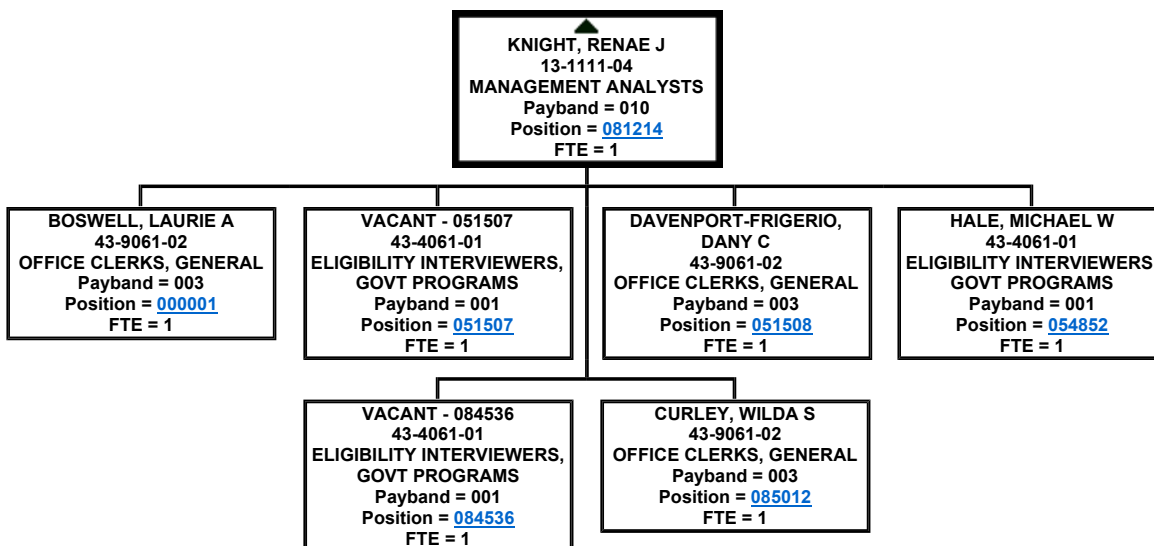 KNIGHT, RENAE J
13-1111-04
MANAGEMENT ANALYSTS
Payband = 010
Position = 081214
FTE = 1
BOSWELL, LAURIE A
43-9061-02
OFFICE CLERKS, GENERAL
Payband = 003
Position = 000001
FTE = 1
VACANT - 051507
43-4061-01
ELIGIBILITY INTERVIEWERS,
GOVT PROGRAMS
Payband = 001
Position = 051507
FTE = 1
DAVENPORT-FRIGERIO,
DANY C
43-9061-02
OFFICE CLERKS, GENERAL
Payband = 003
Position = 051508
FTE = 1
HALE, MICHAEL W
43-4061-01
ELIGIBILITY INTERVIEWERS
GOVT PROGRAMS
Payband = 001
Position = 054852
FTE = 1
VACANT - 084536
43-4061-01
ELIGIBILITY INTERVIEWERS,
GOVT PROGRAMS
Payband = 001
Position = 084536
FTE = 1
CURLEY, WILDA S
43-9061-02
OFFICE CLERKS, GENERAL
Payband = 003
Position = 085012
FTE = 1